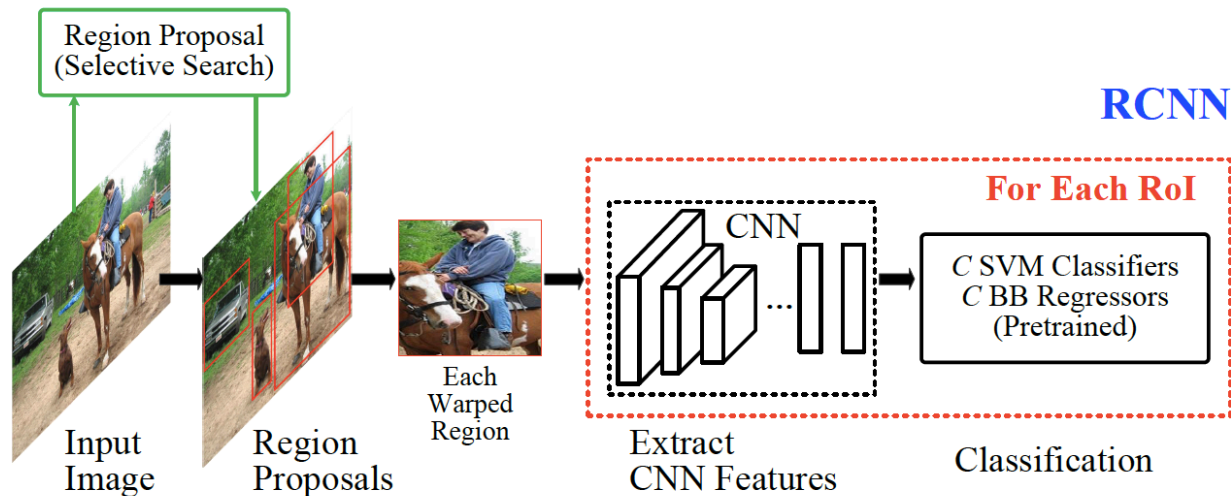 Region Proposal
(Selective Search)
RCNN
For Each RoI
CNN
...
C SVM Classifiers
C BB Regressors
(Pretrained)
Each
Warped
Region
Input
Image
Region
Proposals
Extract
CNN Features
Classification